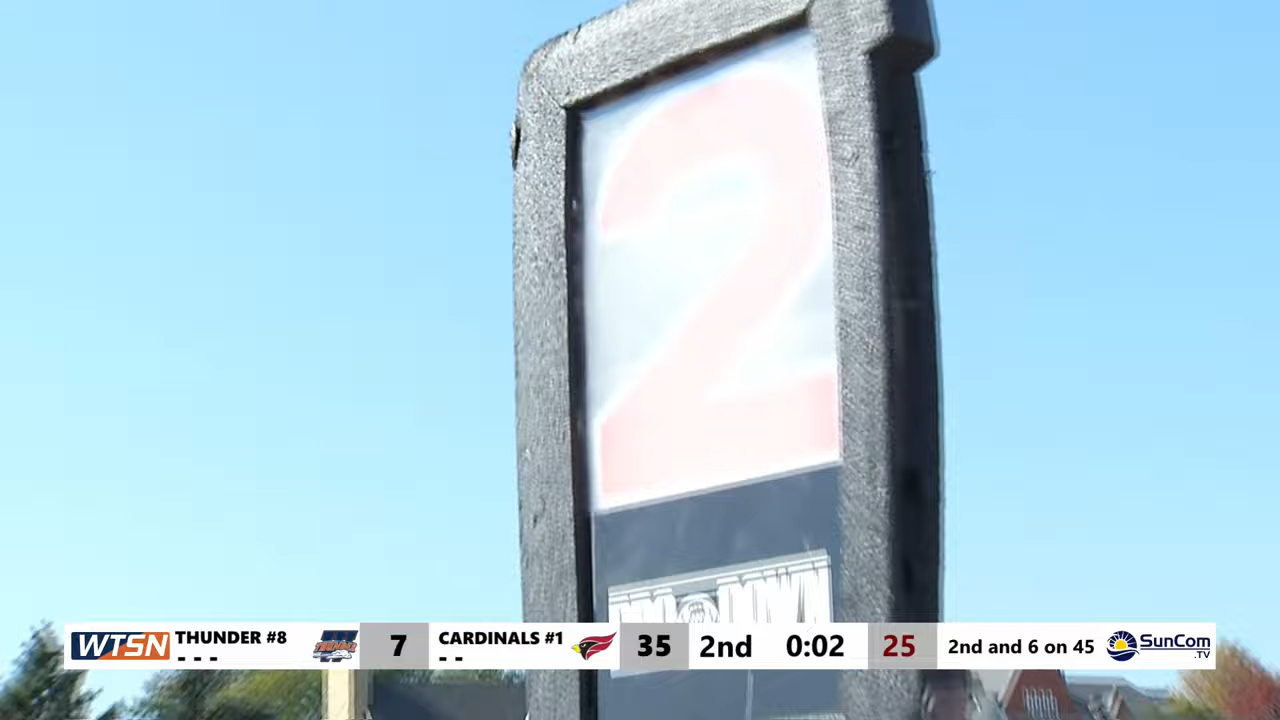 2
WTSN
THUNDER #8
- - -
7
CARDINALS #1
- -
35
2nd
0:02
25
2nd and 6 on 45
SunCom
.TV